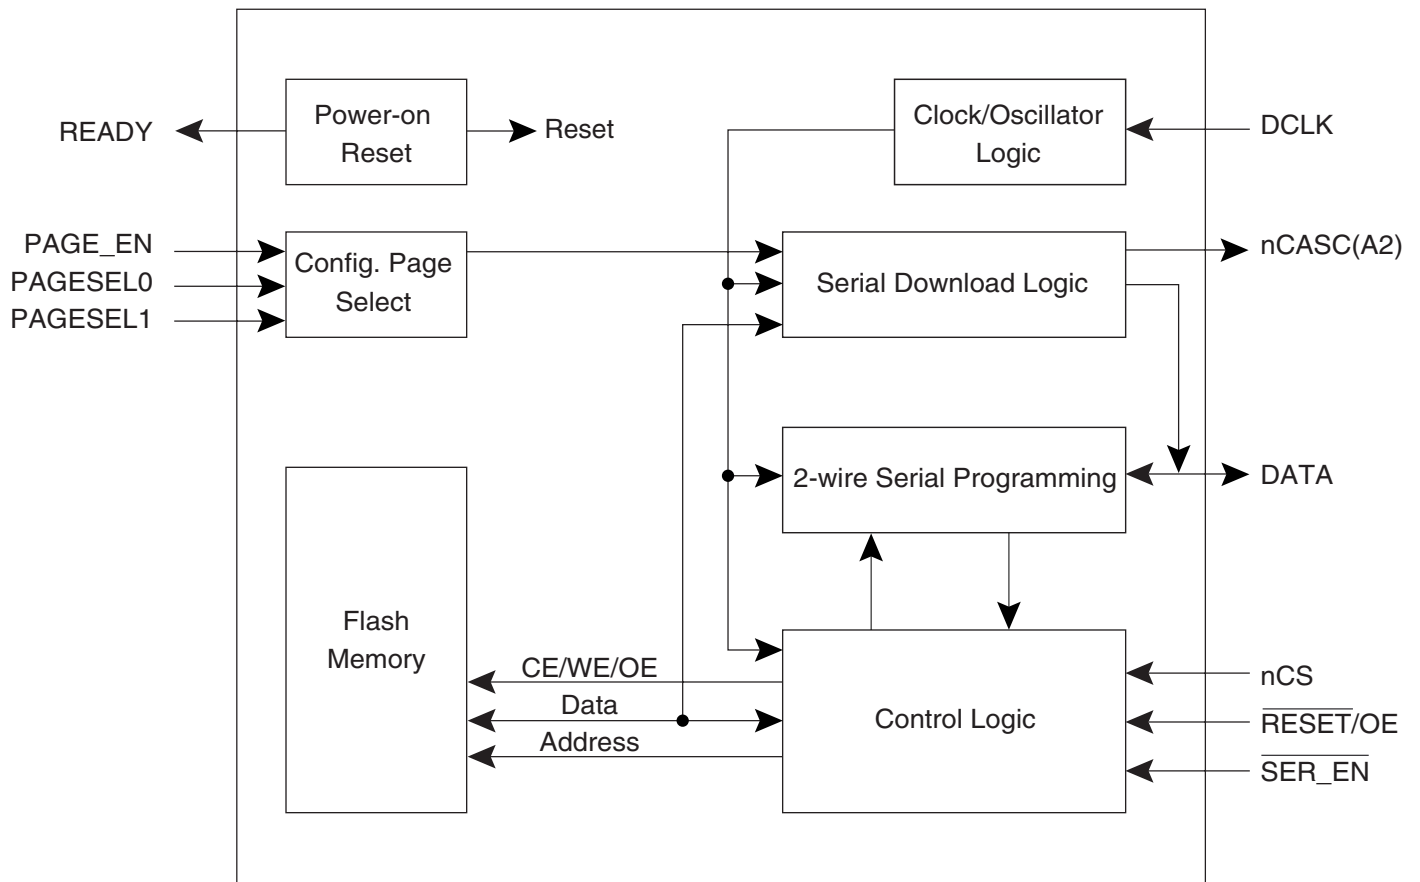 READY
Power-on
Reset
Reset
Clock/Oscillator
Logic
DCLK
PAGE_EN
PAGESEL0
PAGESEL1
Config. Page
Select
Serial Download Logic
nCASC(A2)
2-wire Serial Programming
DATA
Flash
Memory
CE/WE/OE
Data
Address
Control Logic
nCS
RESET/OE
SER_EN